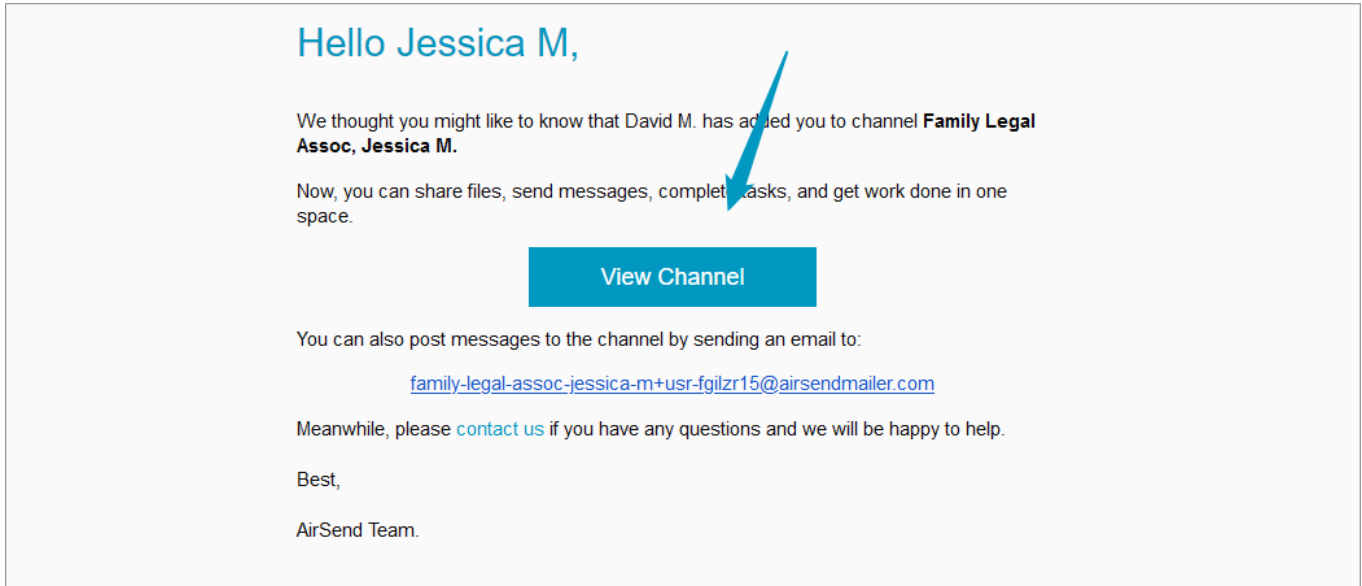 Hello Jessica M,
We thought you might like to know that David M. has added you to channel Family Legal
Assoc, Jessica M.
Now, you can share files, send messages, complete tasks, and get work done in one
space.
View Channel
You can also post messages to the channel by sending an email to:
family-legal-assoc-jessica-m+usr-fgilzr15@airsendmailer.com
Meanwhile, please contact us if you have any questions and we will be happy to help.
Best,
AirSend Team.